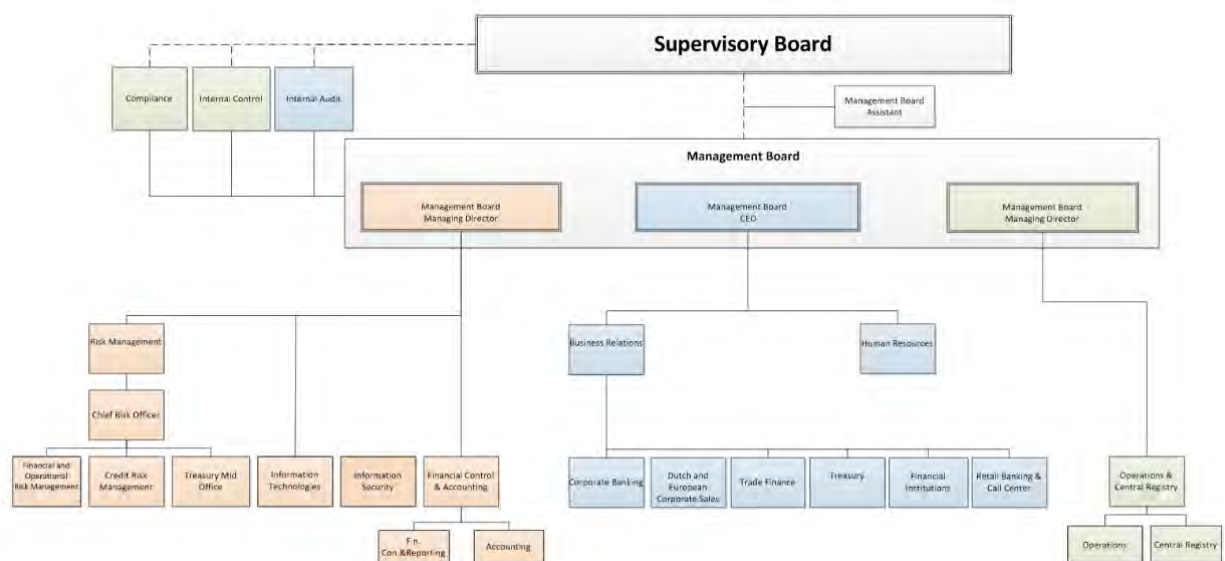 Supervisory Board
Compliance
Internal Control
Internal Audit
Management Board
Assistant
Management Board
Management Board
Managing Director
Management Board
CEO
Management Board
Managing Director
Risk Management
Business Relations
Human Resources
Chief Risk Officer
Financial and
Operational
Risk Management
Credit Risk
Management
Treasury Mid
Office
Information
Technologies
Information
Security
Financial Control
& Accounting
Corporate Banking
Dutch and
European
Corporate Sales
Trade Finance
Treasury
Financial
Institutions
Retail Banking &
Call Center
Operations &
Central Registry
F.n.
Con.&Reporting
Accounting
Operations
Central Registry